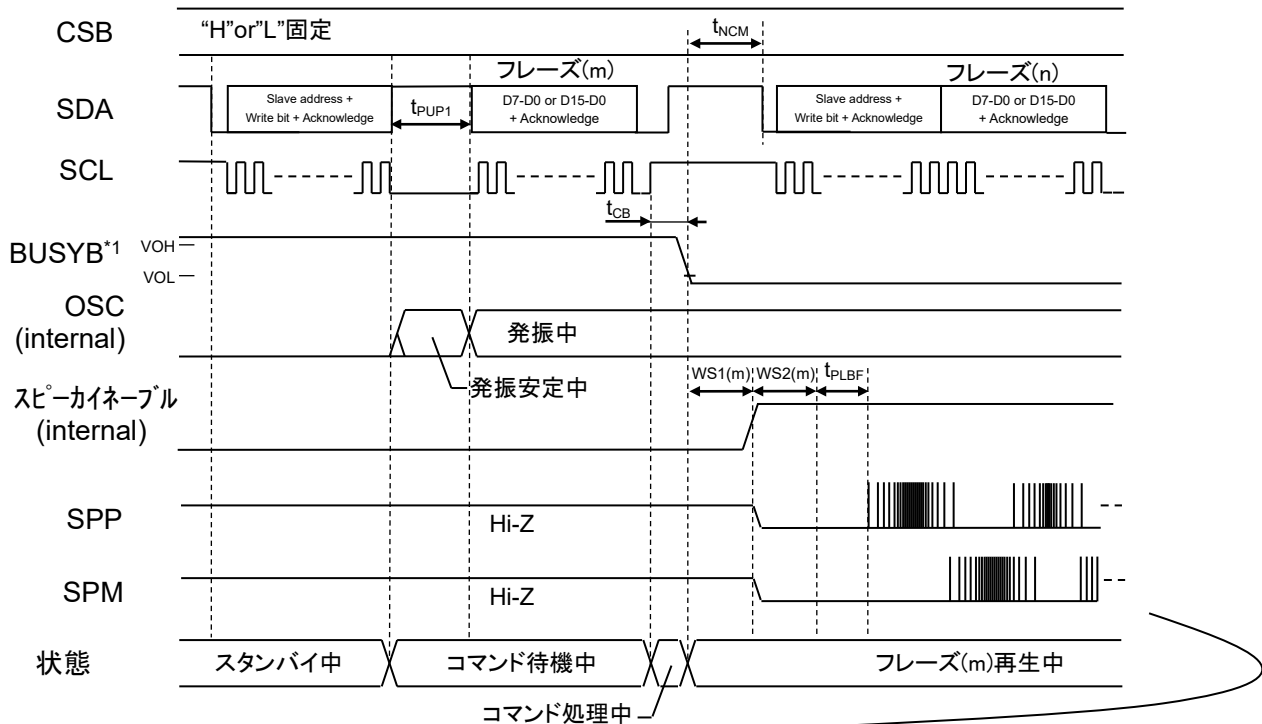 CSB
“H”or”L”固定
tNCM
フレーズ(m)
フレーズ(n)
SDA
Slave address +
Write bit + Acknowledge
tPUP1
D7-D0 or D15-D0
+ Acknowledge
Slave address +
Write bit + Acknowledge
D7-D0 or D15-D0
+ Acknowledge
SCL
tCB
BUSYB*1
VOH
VOL
OSC
(internal)
発振中
発振安定中
WS1(m)
WS2(m)
tPLBF
スピーカイネーブル
(internal)
SPP
Hi-Z
SPM
Hi-Z
状態
スタンバイ中
コマンド待機中
フレーズ(m)再生中
コマンド処理中